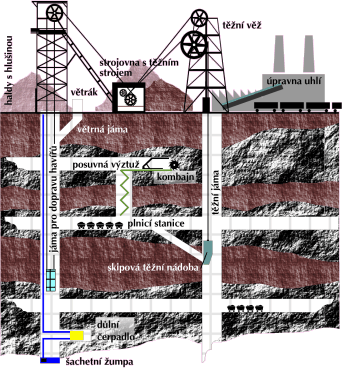 těžní věž
strojovna s těžním
strojem
haldy s hlušinou
úpravna uhlí
větrák
větrná jáma
posuvná výztuž
kombajn
jáma pro dopravu havířů
těžní jáma
plnicí stanice
skipová těžní nádoba
důlní
čerpadlo
šachetní žumpa